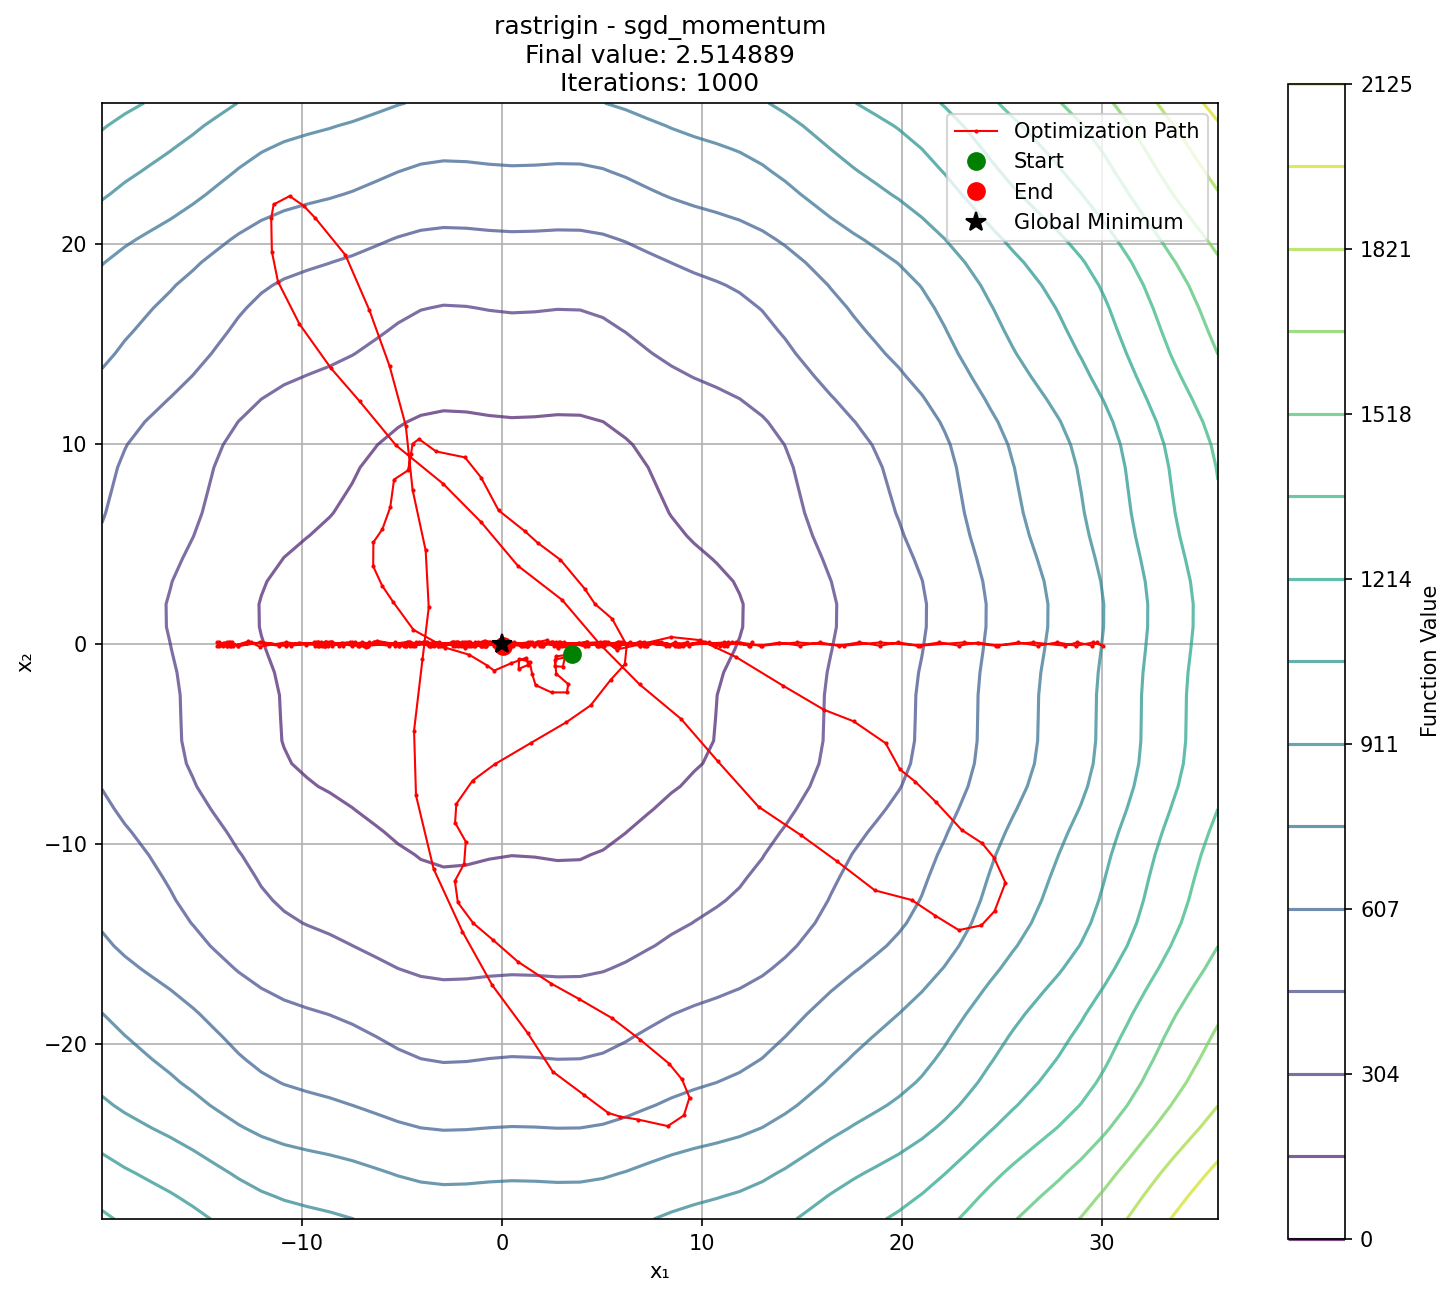 rastrigin - sgd_momentum
Final value: 2.514889
Iterations: 1000
Optimization Path
Start
End
Global Minimum
20
10
0
−10
−20
x₂
−10
0
10
20
30
x₁
2125
1821
1518
1214
911
607
304
0
Function Value